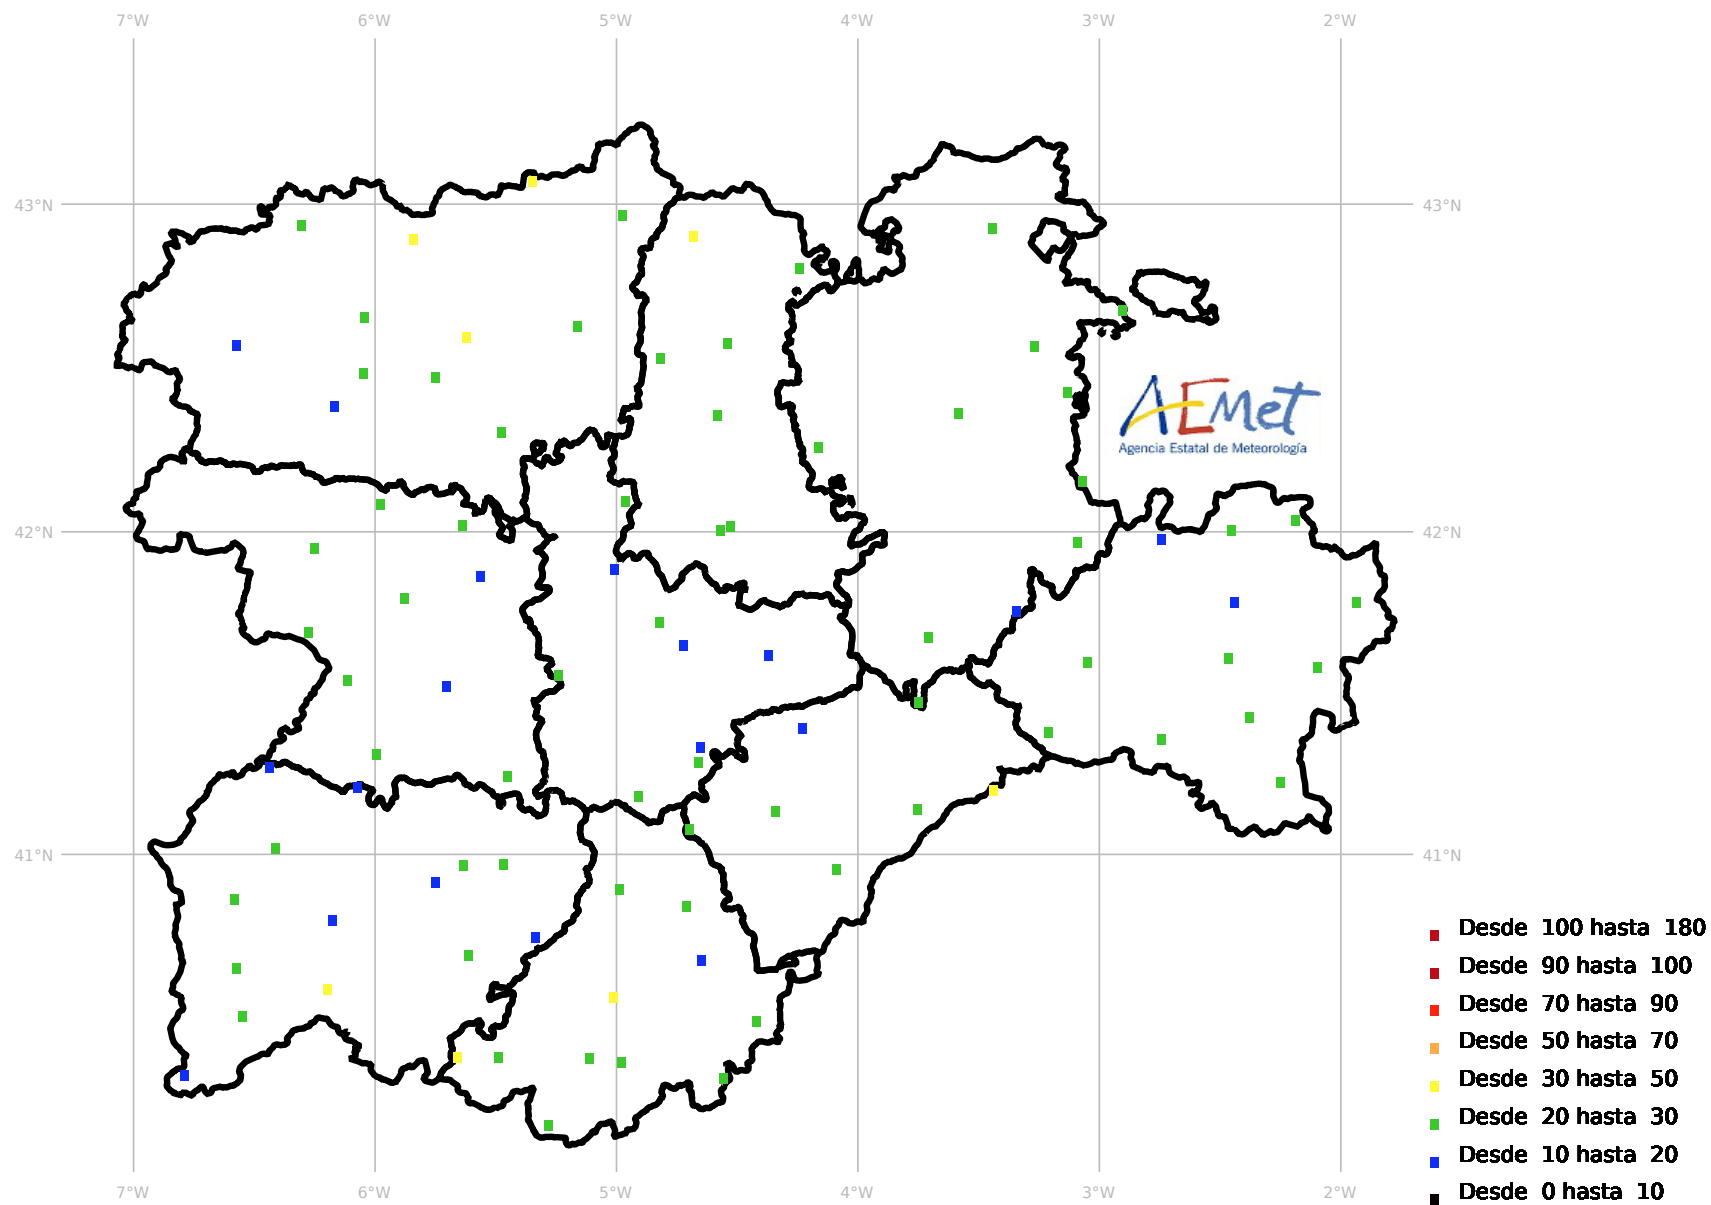 7°W 6°W 5°W 4°W 3°W 2°W
43°N 43°N
AEMet
Agencia Estatal de Meteorología
42°N 42°N
41°N 41°N
Desde 100 hasta 180
Desde 90 hasta 100
Desde 70 hasta 90
Desde 50 hasta 70
Desde 30 hasta 50
Desde 20 hasta 30
Desde 10 hasta 20
Desde 0 hasta 10
7°W 6°W 5°W 4°W 3°W 2°W